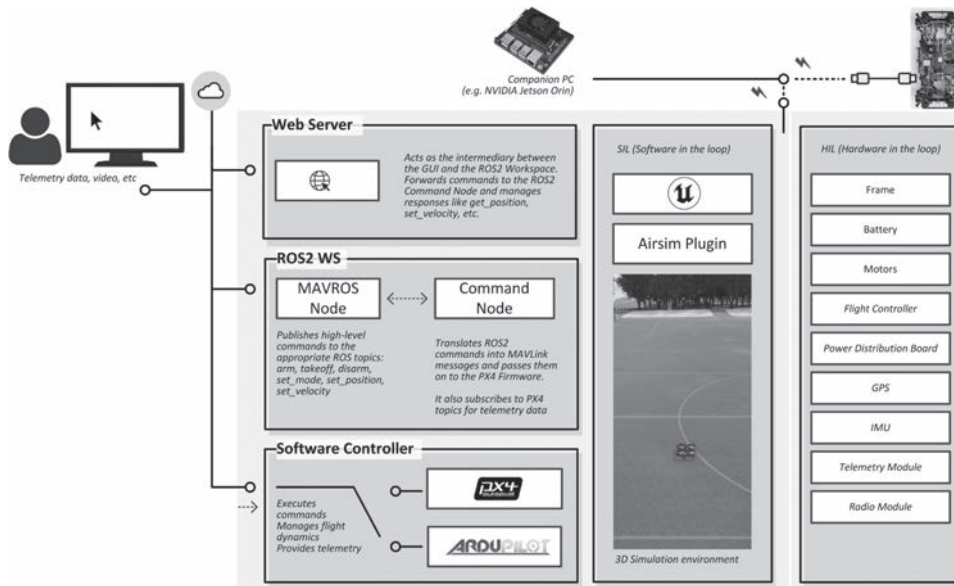 Companion PC
(e.g. NVIDIA Jetson Orin)
Telemetry data, video, etc
Web Server
Acts as the intermediary between
the GUI and the ROS2 Workspace.
Forwards commands to the ROS2
Command Node and manages
responses like get_position,
set_velocity, etc.
ROS2 WS
MAVROS
Node
Command
Node
Publishes high-level
commands to the
appropriate ROS topics:
arm, takeoff, disarm,
set_mode, set_position,
set_velocity
Translates ROS2
commands into MAVLink
messages and passes them
on to the PX4 Firmware.
It also subscribes to PX4
topics for telemetry data
Software Controller
Executes
commands
Manages flight
dynamics
Provides telemetry
px4
autopilot
ARDUPILOT
SIL (Software in the loop)
Airsim Plugin
3D Simulation environment
HIL (Hardware in the loop)
Frame
Battery
Motors
Flight Controller
Power Distribution Board
GPS
IMU
Telemetry Module
Radio Module